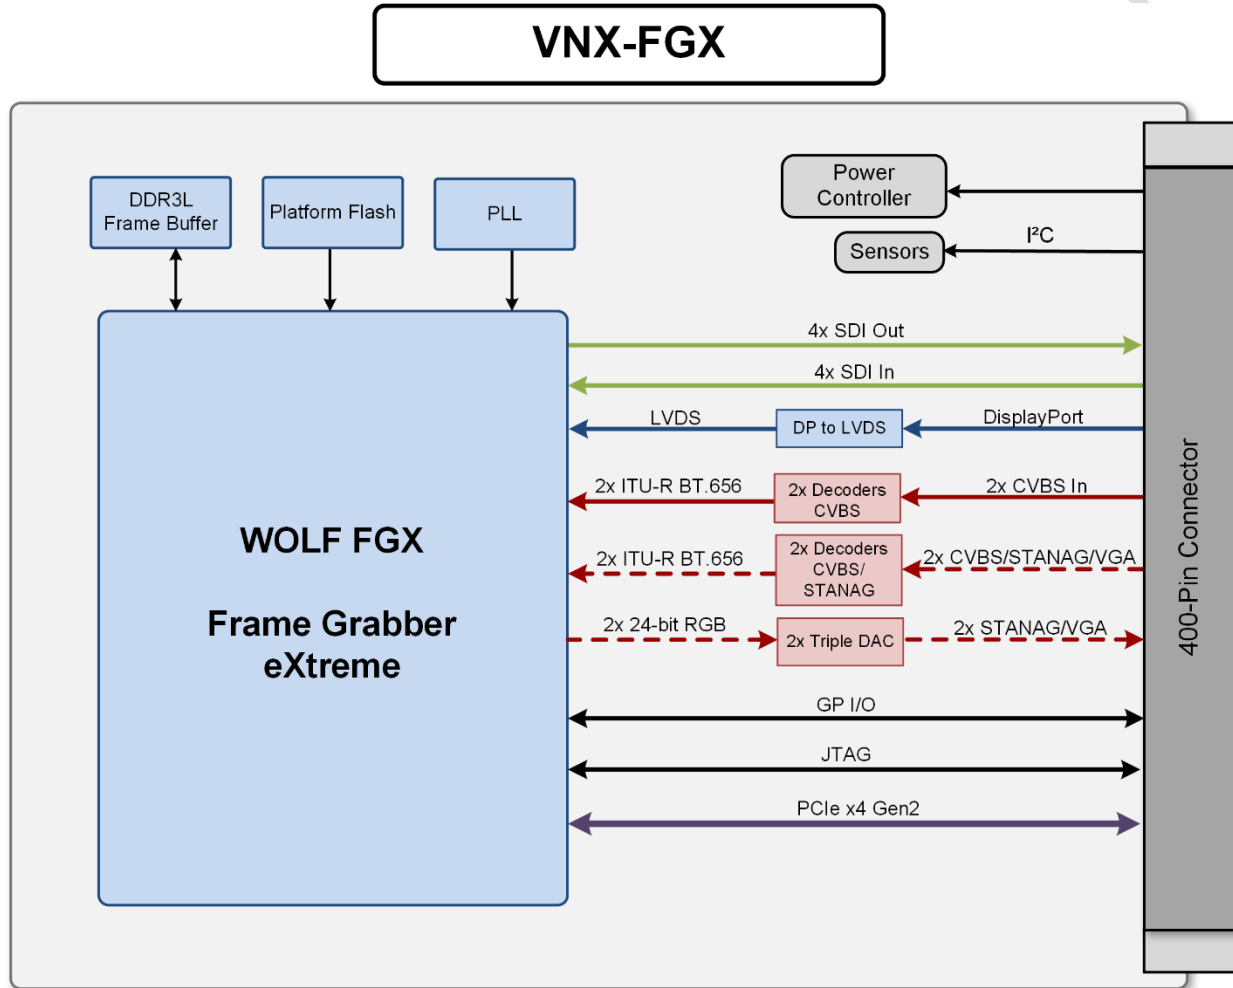 VNX-FGX
DDR3L
Frame Buffer
Platform Flash
PLL
Power
Controller
Sensors
I²C
4x SDI Out
4x SDI In
LVDS
DP to LVDS
DisplayPort
2x ITU-R BT.656
2x Decoders
CVBS
2x CVBS In
2x ITU-R BT.656
2x Decoders
CVBS/
STANAG
2x CVBS/STANAG/VGA
2x 24-bit RGB
2x Triple DAC
2x STANAG/VGA
GP I/O
JTAG
PCIe x4 Gen2
WOLF FGX
Frame Grabber
eXtreme
400-Pin Connector